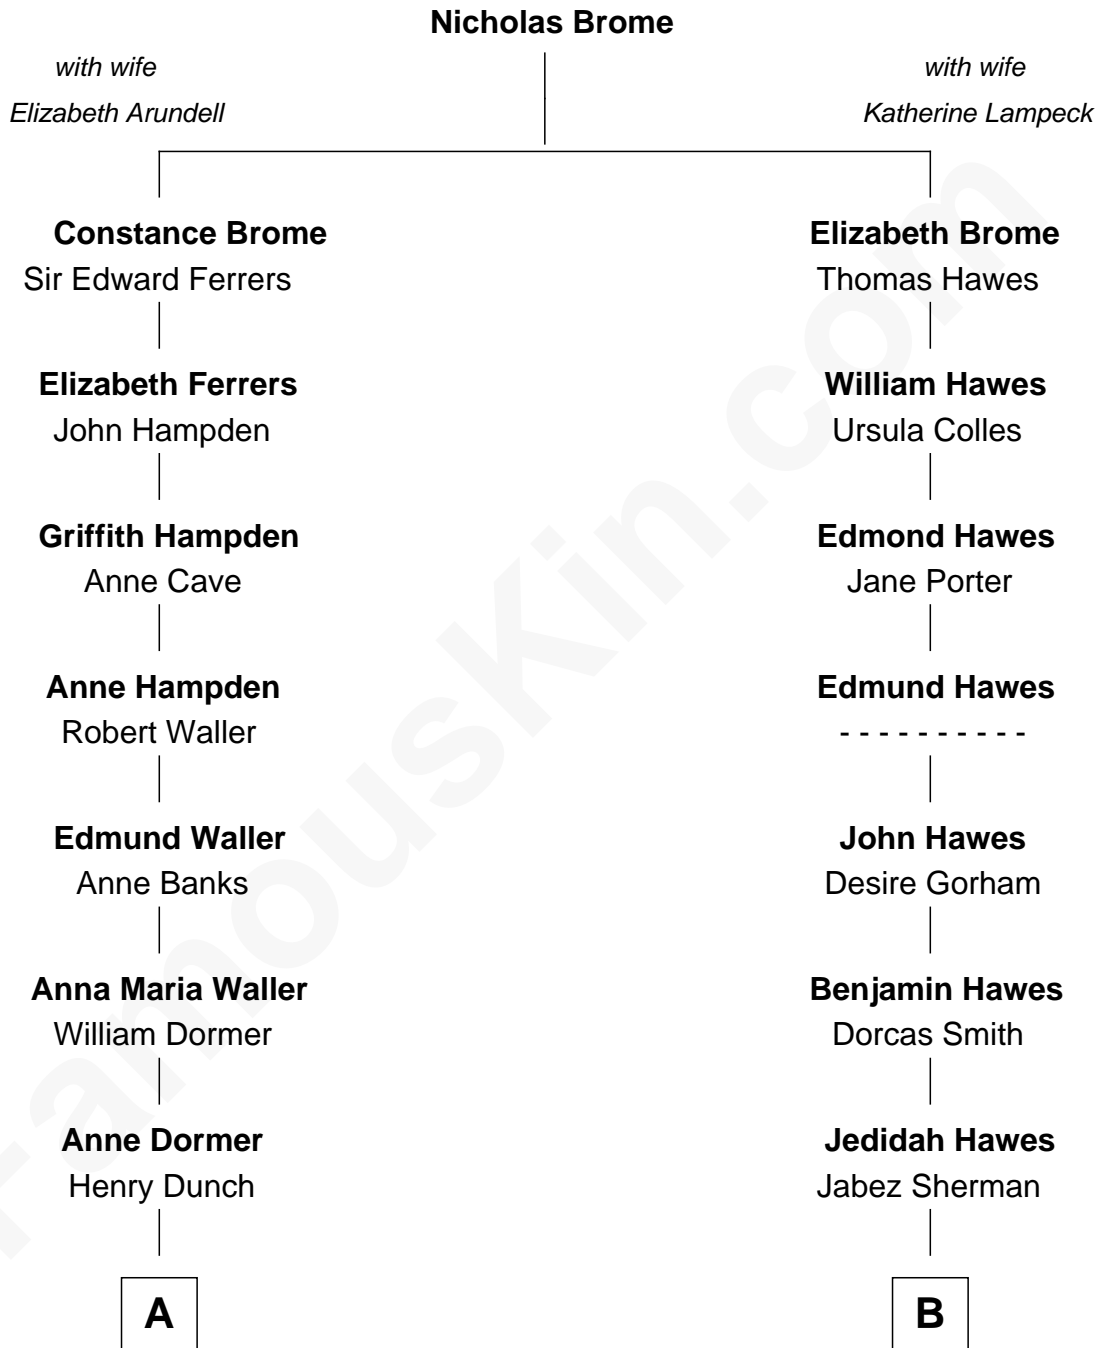 Nicholas Brome
with wife
Elizabeth Arundell
with wife
Katherine Lampeck
Constance Brome
Sir Edward Ferrers
Elizabeth Brome
Thomas Hawes
Elizabeth Ferrers
John Hampden
William Hawes
Ursula Colles
Griffith Hampden
Anne Cave
Edmond Hawes
Jane Porter
Anne Hampden
Robert Waller
Edmund Hawes
- - - - - - - - - -
Edmund Waller
Anne Banks
John Hawes
Desire Gorham
Anna Maria Waller
William Dormer
Benjamin Hawes
Dorcas Smith
Anne Dormer
Henry Dunch
Jedidah Hawes
Jabez Sherman
A
B
FamousKin.com